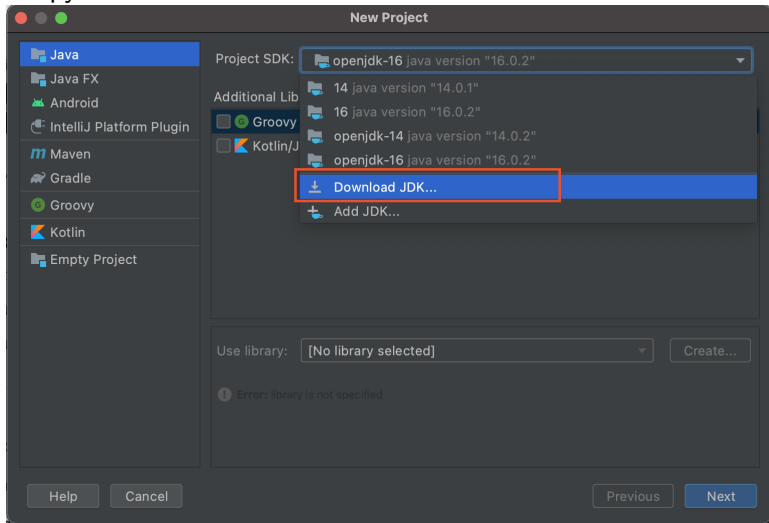 New Project
Java
Java FX
Android
IntelliJ Platform Plugin
Maven
Gradle
Groovy
Kotlin
Empty Project
Project SDK: openjdk-16 java version "16.0.2"
14 java version "14.0.1"
16 java version "16.0.2"
openjdk-14 java version "14.0.2"
openjdk-16 java version "16.0.2"
Download JDK...
Add JDK...
Additional Lib
Groovy
Kotlin/J
Use library: [No library selected] Create...
Error: library is not specified
Help Cancel Previous Next